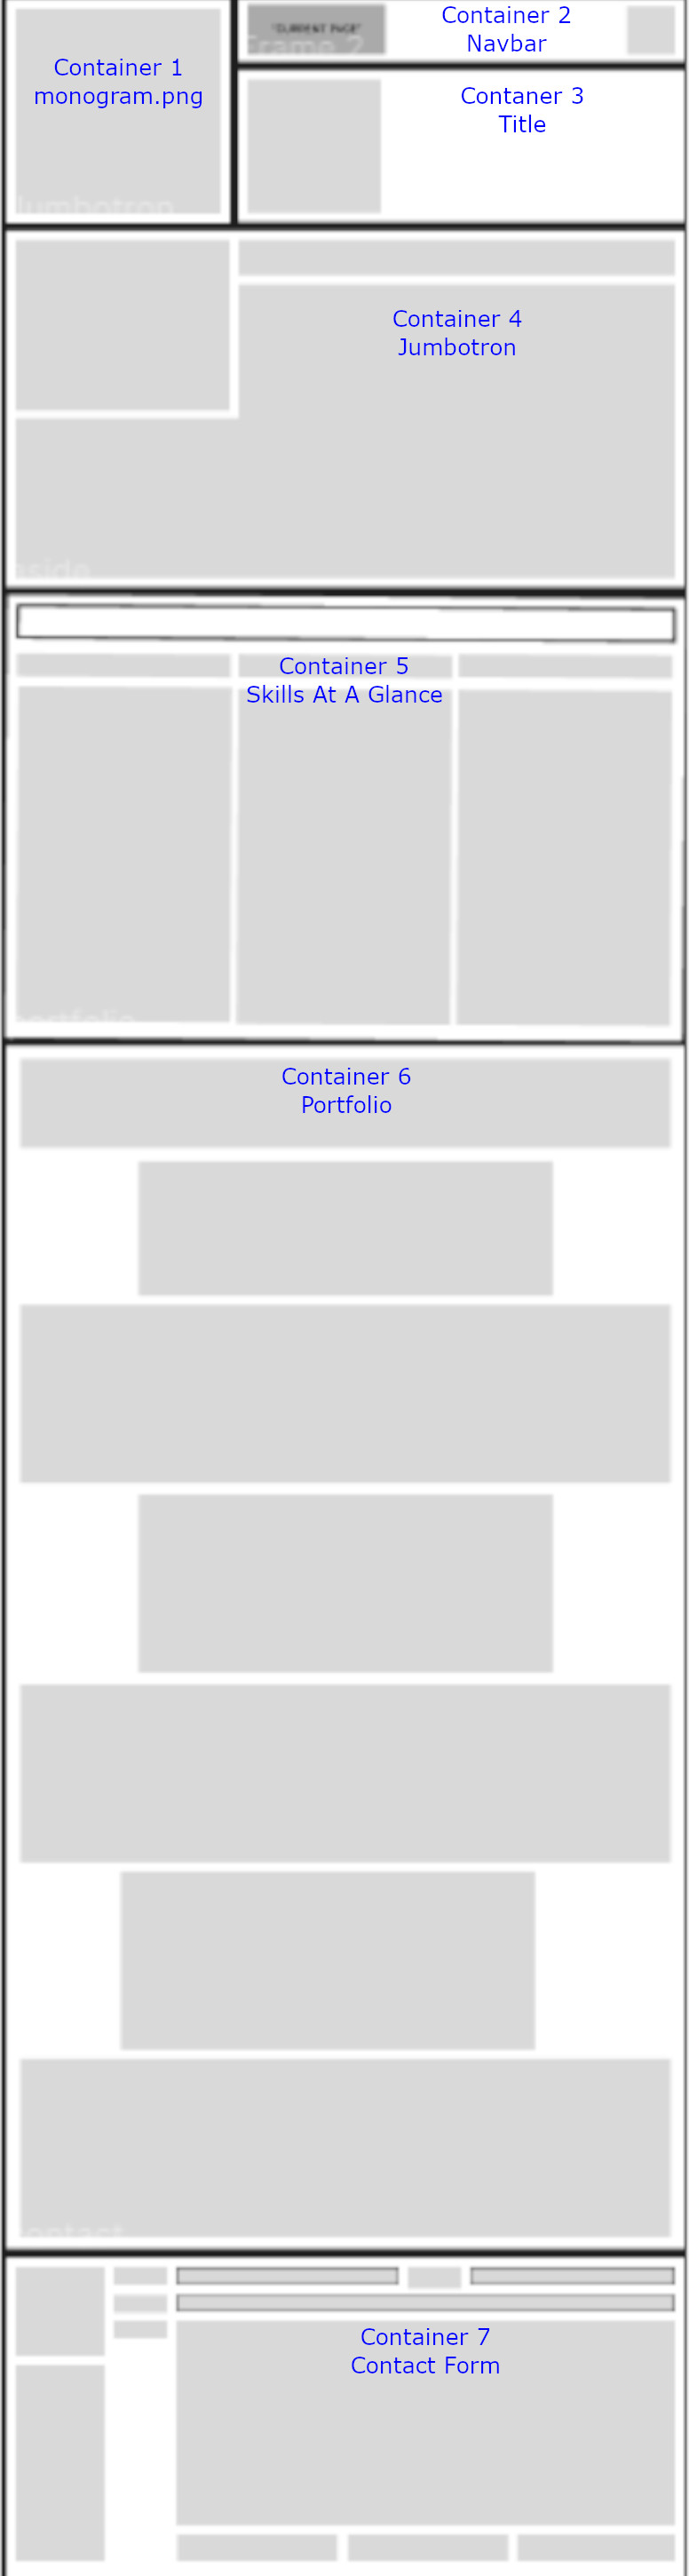 Container 1
monogram.png
"CURRENT PAGE"
Frame 2
Container 2
Navbar
Contaner 3
Title
Jumbotron
Container 4
Jumbotron
aside
Container 5
Skills At A Glance
portfolio
Container 6
Portfolio
contact
Container 7
Contact Form